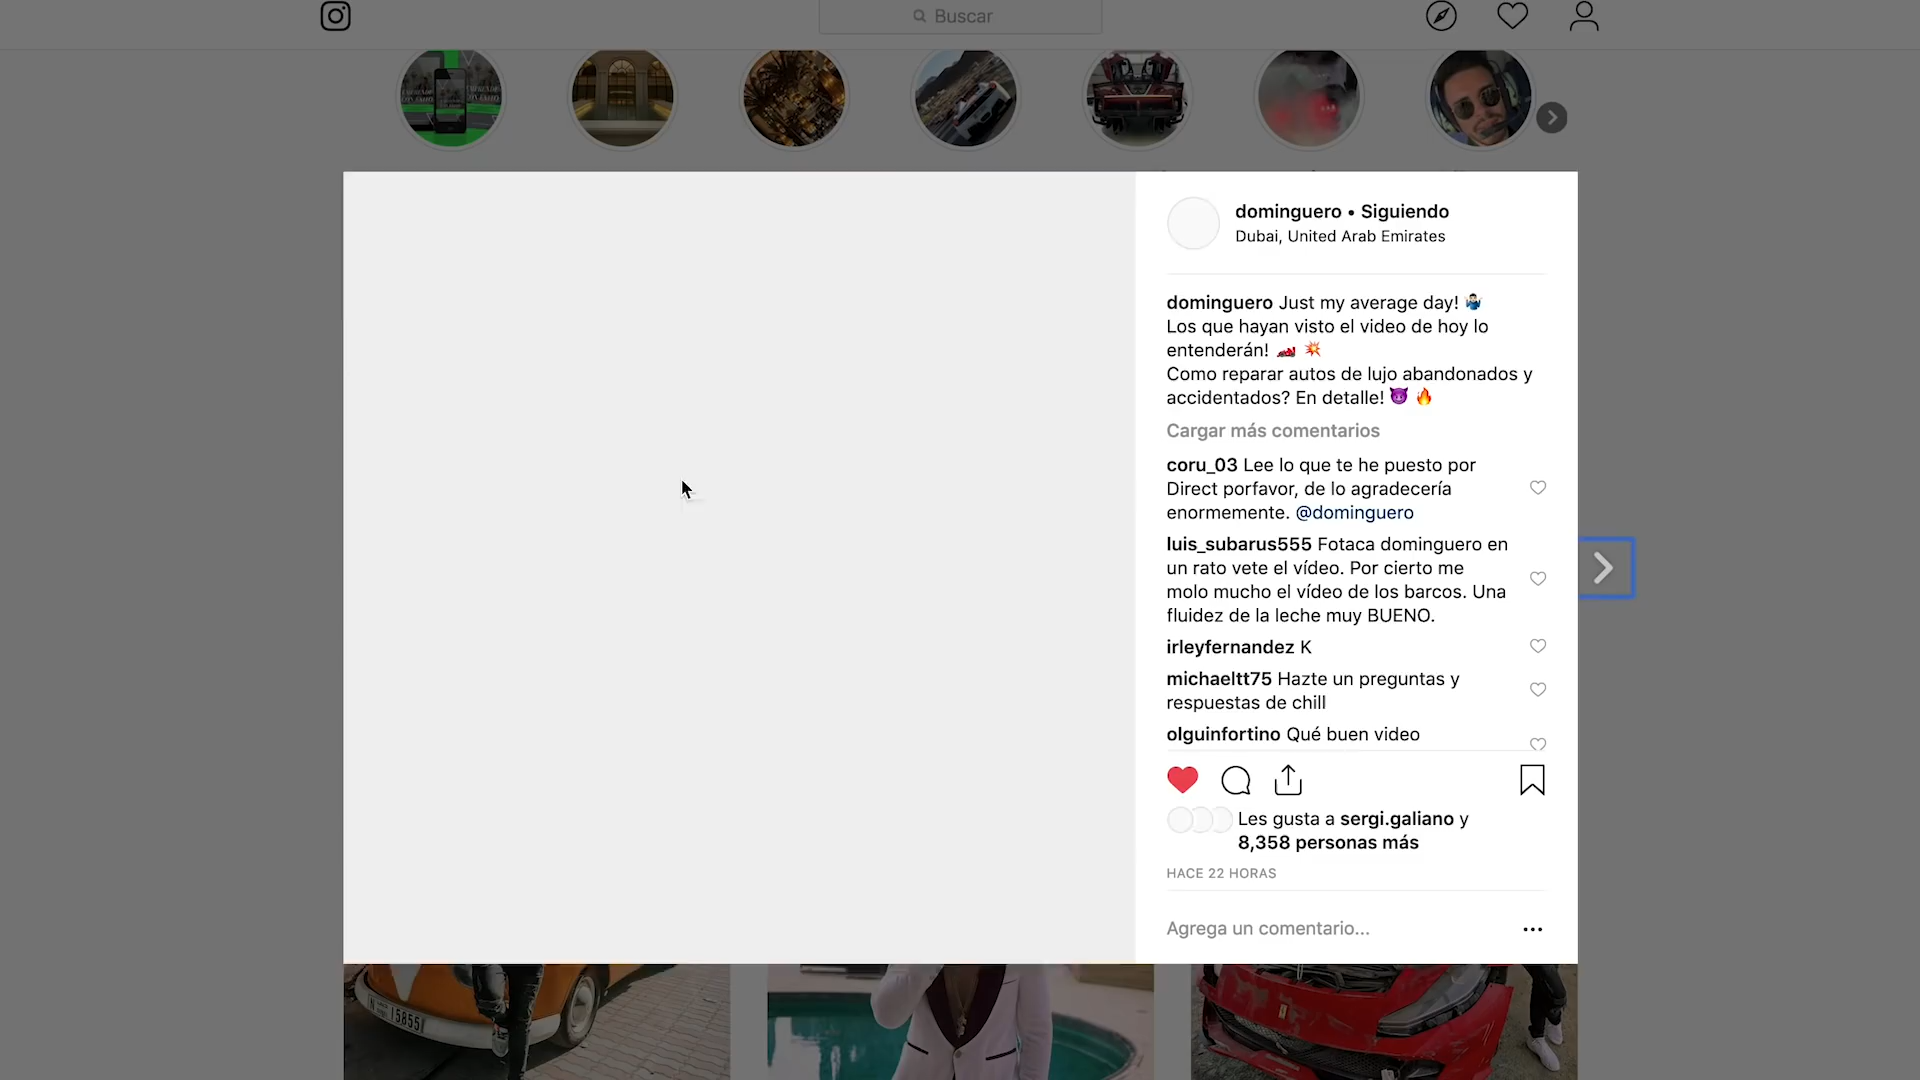 Buscar
dominguero • Siguiendo
Dubai, United Arab Emirates
dominguero Just my average day! 🤷🏻‍♂️
Los que hayan visto el video de hoy lo
entenderán! 🏎️ 💥
Como reparar autos de lujo abandonados y
accidentados? En detalle! 😈 🔥
Cargar más comentarios
coru_03 Lee lo que te he puesto por
Direct porfavor, de lo agradecería
enormemente. @dominguero
luis_subarus555 Fotaca dominguero en
un rato vete el vídeo. Por cierto me
molo mucho el vídeo de los barcos. Una
fluidez de la leche muy BUENO.
irleyfernandez K
michaeltt75 Hazte un preguntas y
respuestas de chill
olguinfortino Qué buen video
Les gusta a sergi.galiano y
8,358 personas más
HACE 22 HORAS
Agrega un comentario...
15855